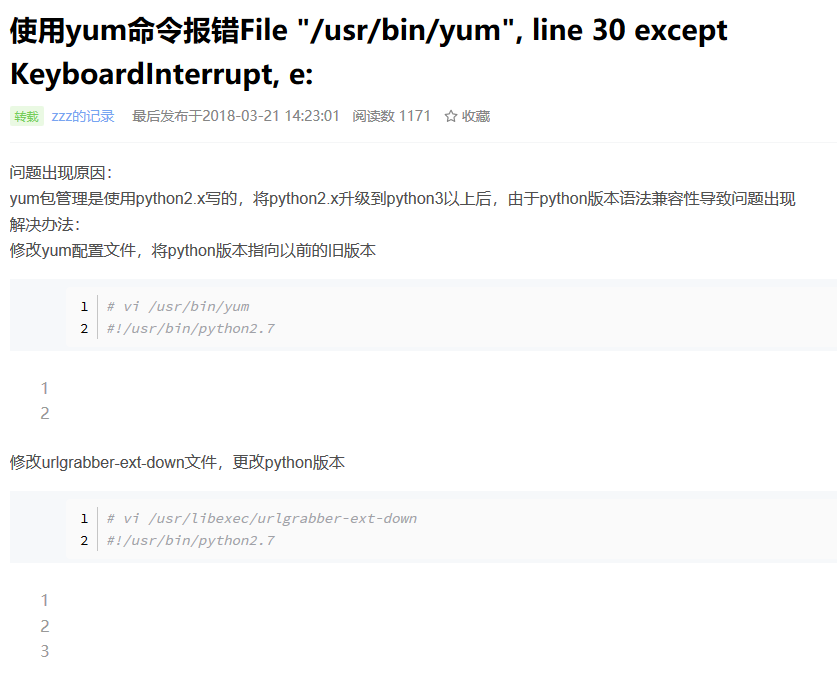 使用yum命令报错File "/usr/bin/yum", line 30 except
KeyboardInterrupt, e:
转载 zzz的记录 最后发布于2018-03-21 14:23:01 阅读数 1171 ☆ 收藏
问题出现原因：
yum包管理是使用python2.x写的，将python2.x升级到python3以上后，由于python版本语法兼容性导致问题出现
解决办法：
修改yum配置文件，将python版本指向以前的旧版本
1 # vi /usr/bin/yum
2 #!/usr/bin/python2.7
1
2
修改urlgrabber-ext-down文件，更改python版本
1 # vi /usr/libexec/urlgrabber-ext-down
2 #!/usr/bin/python2.7
1
2
3